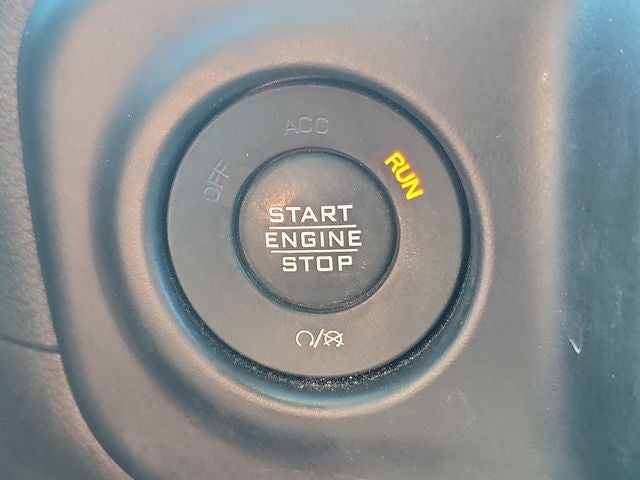 ACC
OFF
RUN
START
ENGINE
STOP